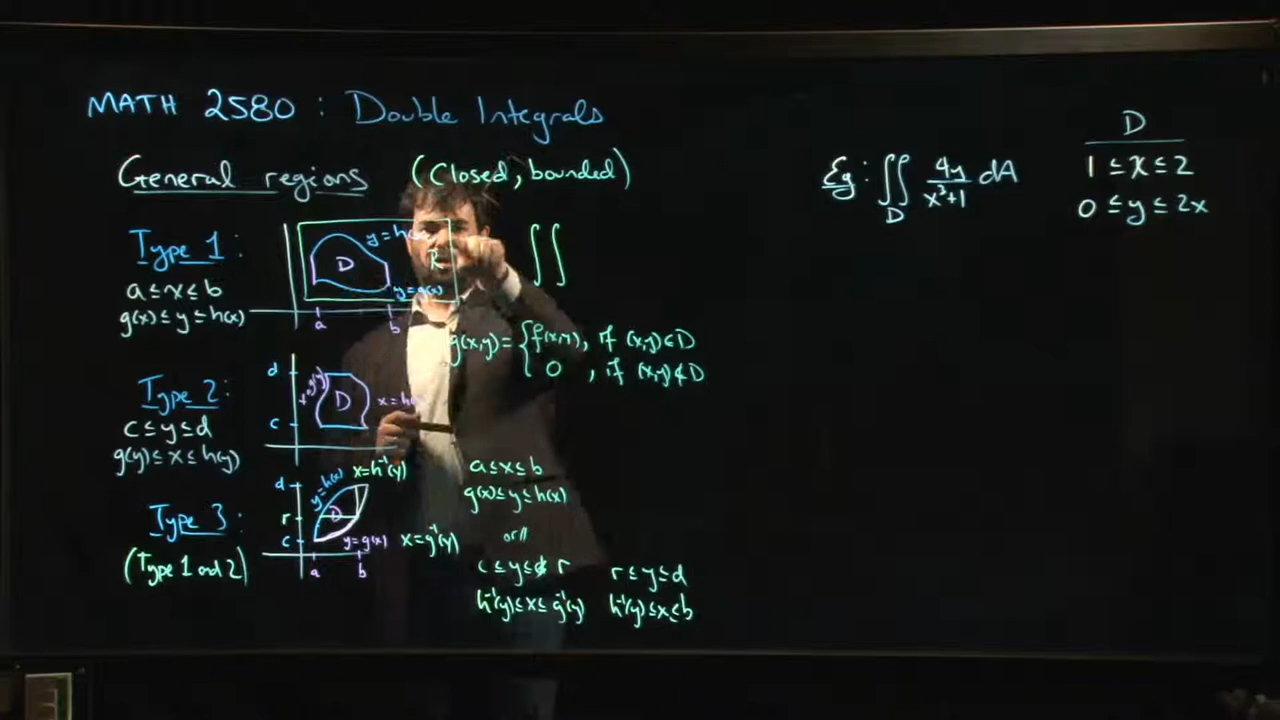 MATH 2580 : Double Integrals
General regions (Closed, bounded)
Type 1 :
a ≤ x ≤ b
g(x) ≤ y ≤ h(x)
D
R
y = g(x)
a
b
∬
g(x,y) = { f(x,y), if (x,y) ∈ D
0 , if (x,y) ∉ D
Type 2 :
c ≤ y ≤ d
g(y) ≤ x ≤ h(y)
d
c
D
Type 3 :
(Type 1 and 2)
d
r
c
y = h(x)
x = h⁻¹(y)
D
y = g(x)
x = g⁻¹(y)
a
b
a ≤ x ≤ b
g(x) ≤ y ≤ h(x)
or
c ≤ y ≤ r
h⁻¹(y) ≤ x ≤ g⁻¹(y)
r ≤ y ≤ d
h⁻¹(y) ≤ x ≤ b
Eg : ∬_D 4y/(x³+1) dA
D
1 ≤ x ≤ 2
0 ≤ y ≤ 2x